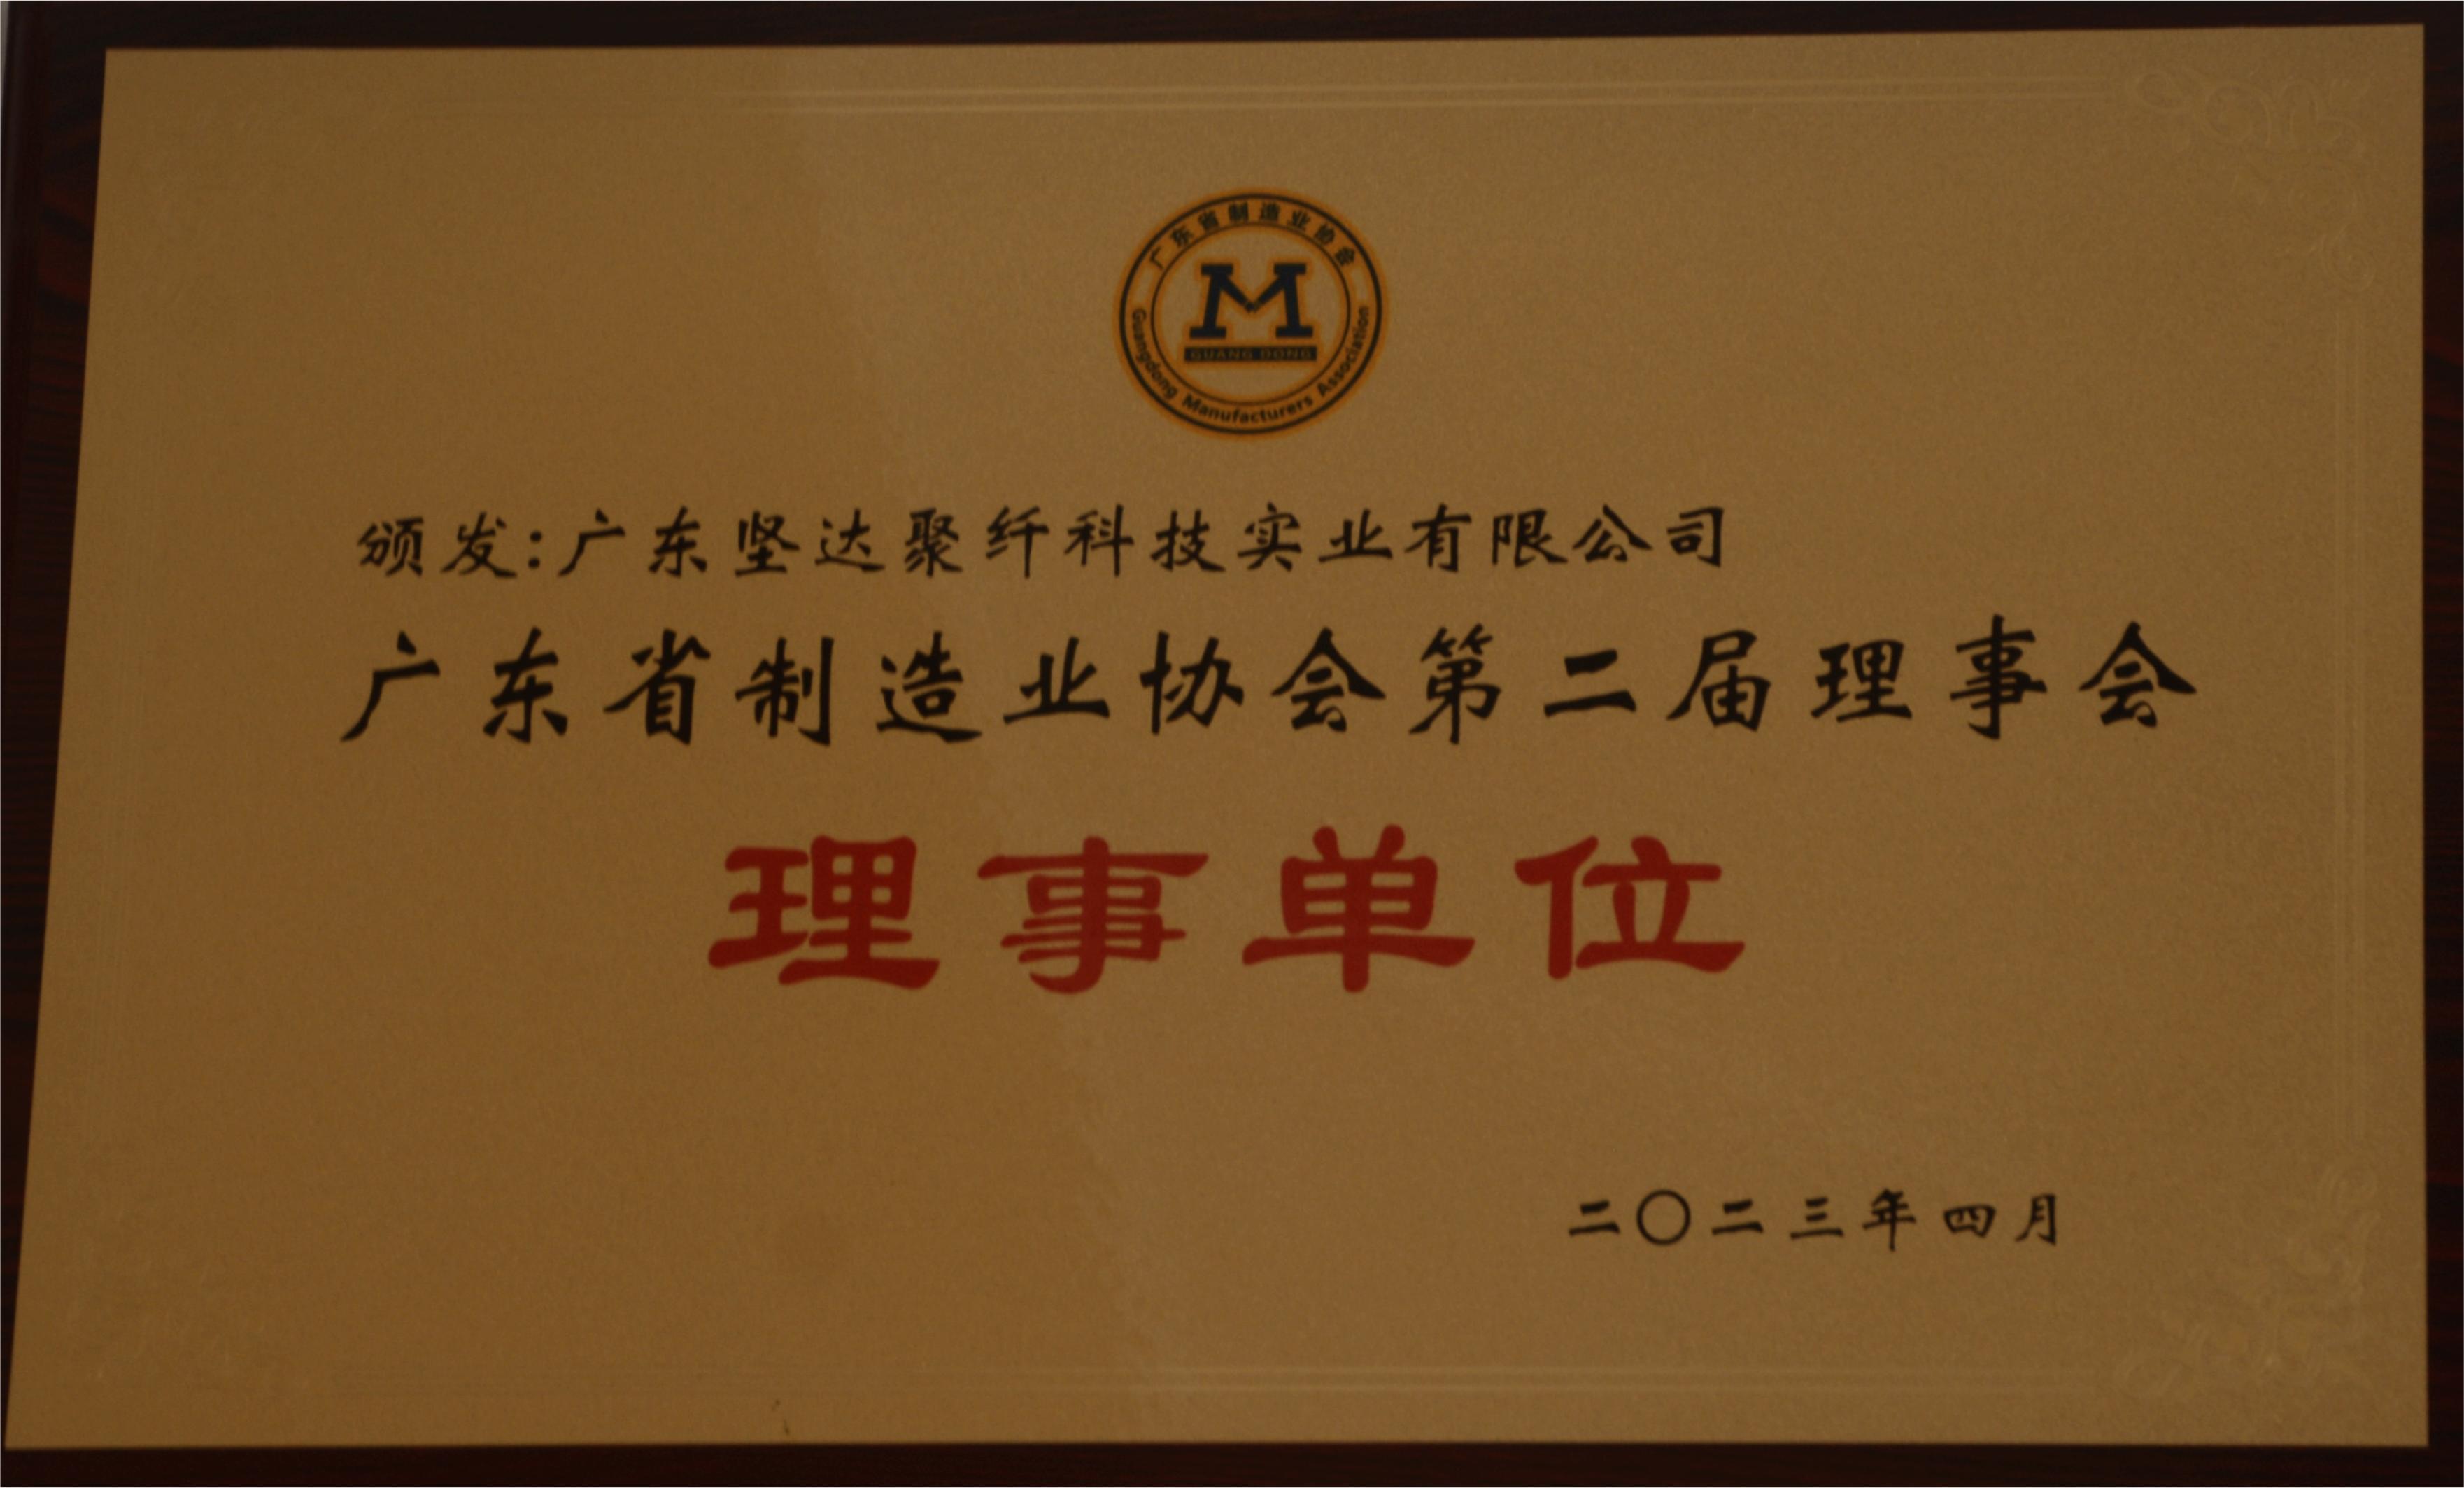 广东省制造业协会
M
GUANG DONG
Guangdong Manufacturers Association
颁发:广东坚达聚纤科技实业有限公司
广东省制造业协会第二届理事会
理事单位
二〇二三年四月